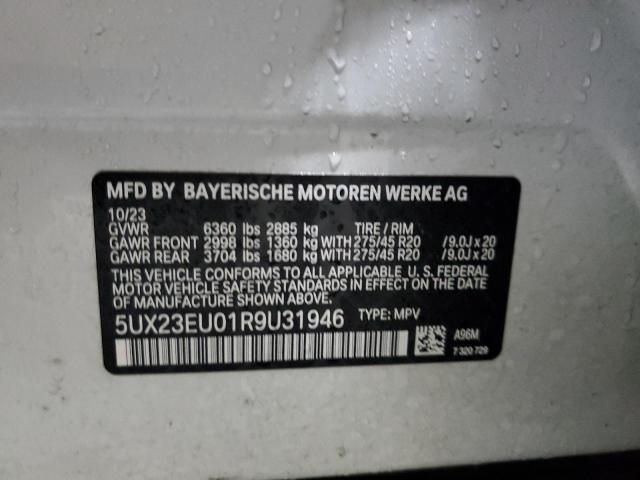 MFD BY BAYERISCHE MOTOREN WERKE AG
10/23
GVWR 6360 lbs 2885 kg TIRE / RIM
GAWR FRONT 2998 lbs 1360 kg WITH 275/45 R20 /9.0J x 20
GAWR REAR 3704 lbs 1680 kg WITH 275/45 R20 /9.0J x 20
THIS VEHICLE CONFORMS TO ALL APPLICABLE U. S. FEDERAL
MOTOR VEHICLE SAFETY STANDARDS IN EFFECT ON THE
DATE OF MANUFACTURE SHOWN ABOVE.
5UX23EU01R9U31946 TYPE: MPV
A96M
7 320 729